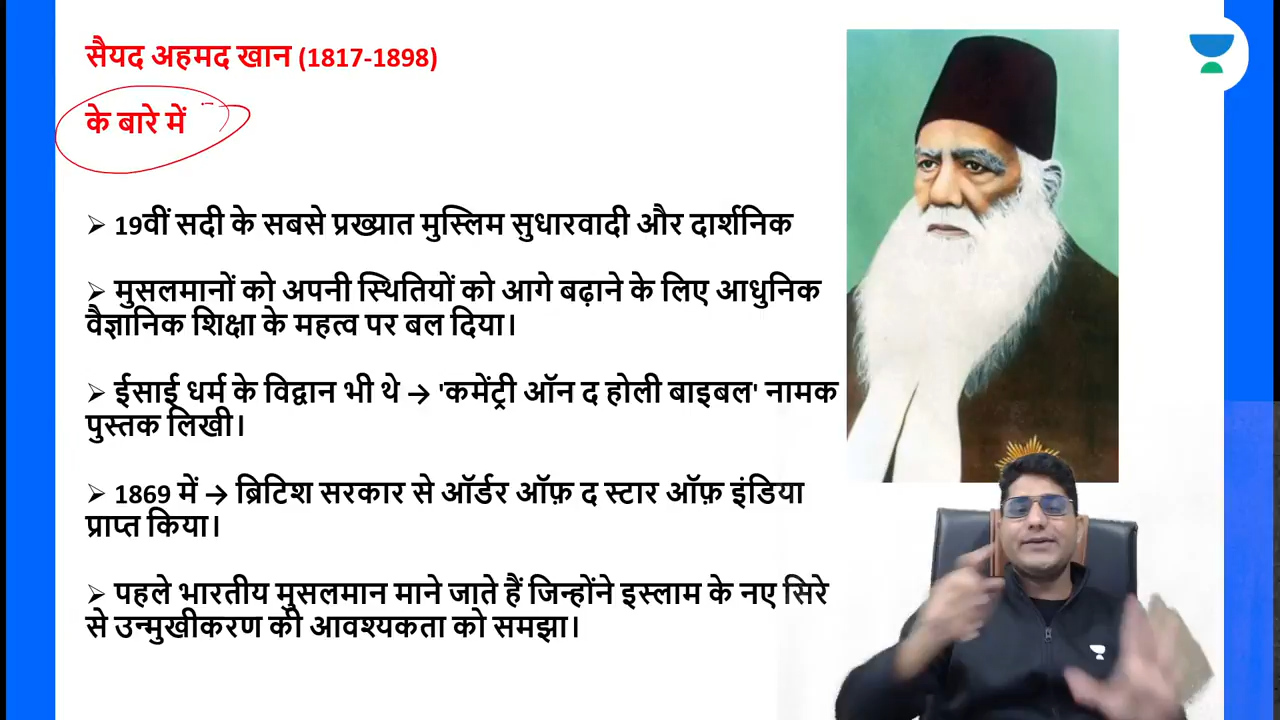 सैयद अहमद खान (1817-1898)
के बारे में
➢ 19वीं सदी के सबसे प्रख्यात मुस्लिम सुधारवादी और दार्शनिक
➢ मुसलमानों को अपनी स्थितियों को आगे बढ़ाने के लिए आधुनिक
वैज्ञानिक शिक्षा के महत्व पर बल दिया।
➢ ईसाई धर्म के विद्वान भी थे → 'कमेंट्री ऑन द होली बाइबल' नामक
पुस्तक लिखी।
➢ 1869 में → ब्रिटिश सरकार से ऑर्डर ऑफ़ द स्टार ऑफ़ इंडिया
प्राप्त किया।
➢ पहले भारतीय मुसलमान माने जाते हैं जिन्होंने इस्लाम के नए सिरे
से उन्मुखीकरण की आवश्यकता को समझा।